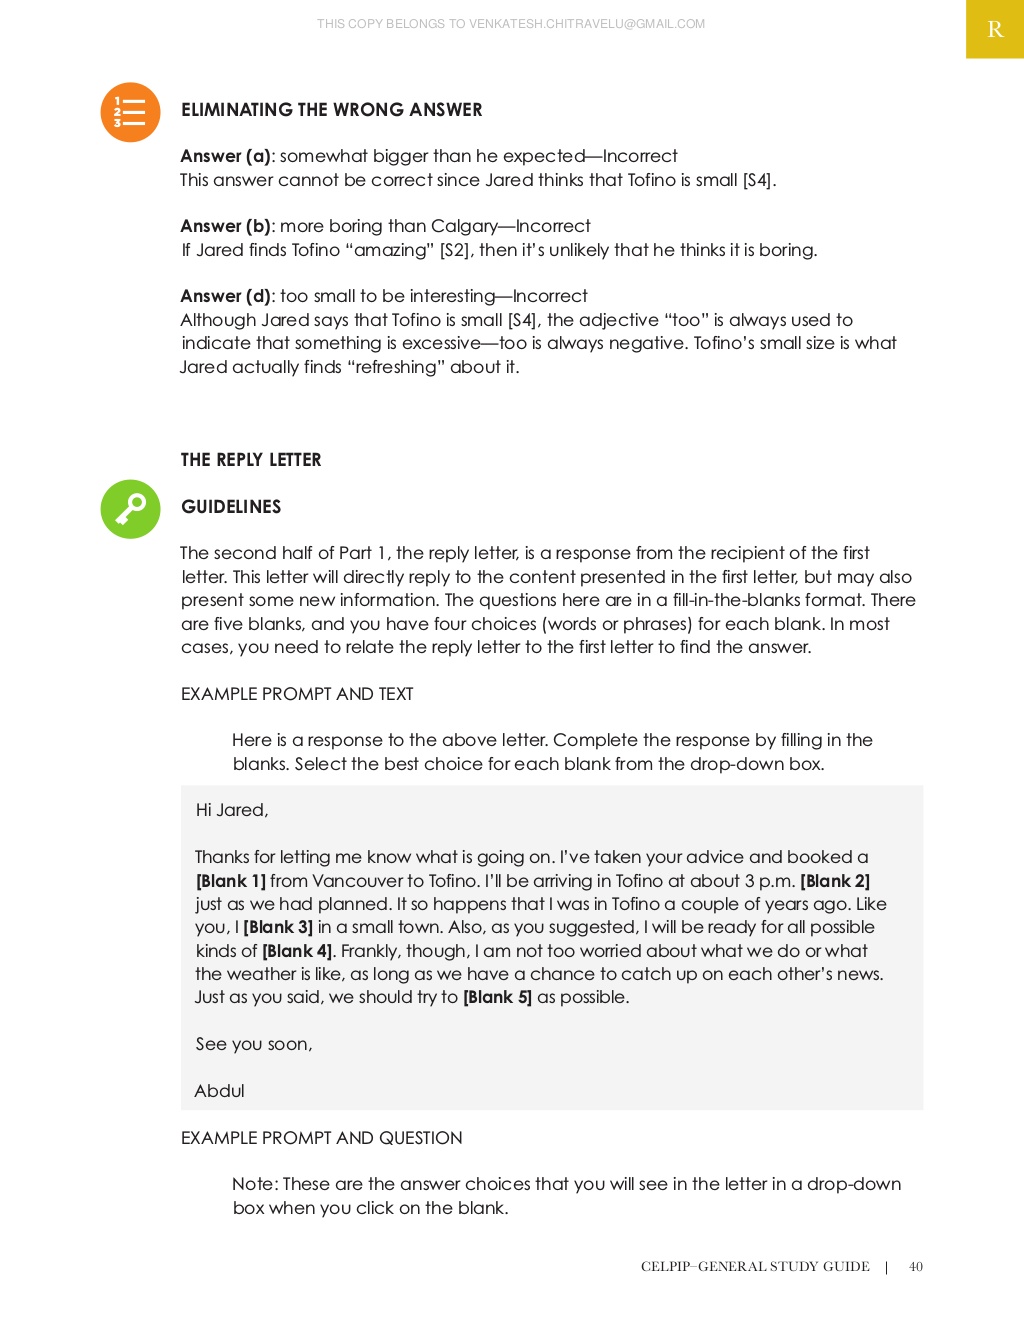 THIS COPY BELONGS TO VENKATESH.CHITRAVELU@GMAIL.COM
R
1
2
3
ELIMINATING THE WRONG ANSWER
Answer (a): somewhat bigger than he expected—Incorrect
This answer cannot be correct since Jared thinks that Tofino is small [S4].
Answer (b): more boring than Calgary—Incorrect
If Jared finds Tofino “amazing” [S2], then it’s unlikely that he thinks it is boring.
Answer (d): too small to be interesting—Incorrect
Although Jared says that Tofino is small [S4], the adjective “too” is always used to
indicate that something is excessive—too is always negative. Tofino’s small size is what
Jared actually finds “refreshing” about it.
THE REPLY LETTER
GUIDELINES
The second half of Part 1, the reply letter, is a response from the recipient of the first
letter. This letter will directly reply to the content presented in the first letter, but may also
present some new information. The questions here are in a fill-in-the-blanks format. There
are five blanks, and you have four choices (words or phrases) for each blank. In most
cases, you need to relate the reply letter to the first letter to find the answer.
EXAMPLE PROMPT AND TEXT
Here is a response to the above letter. Complete the response by filling in the
blanks. Select the best choice for each blank from the drop-down box.
Hi Jared,
Thanks for letting me know what is going on. I’ve taken your advice and booked a
[Blank 1] from Vancouver to Tofino. I’ll be arriving in Tofino at about 3 p.m. [Blank 2]
just as we had planned. It so happens that I was in Tofino a couple of years ago. Like
you, I [Blank 3] in a small town. Also, as you suggested, I will be ready for all possible
kinds of [Blank 4]. Frankly, though, I am not too worried about what we do or what
the weather is like, as long as we have a chance to catch up on each other’s news.
Just as you said, we should try to [Blank 5] as possible.
See you soon,
Abdul
EXAMPLE PROMPT AND QUESTION
Note: These are the answer choices that you will see in the letter in a drop-down
box when you click on the blank.
CELPIP–GENERAL STUDY GUIDE | 40